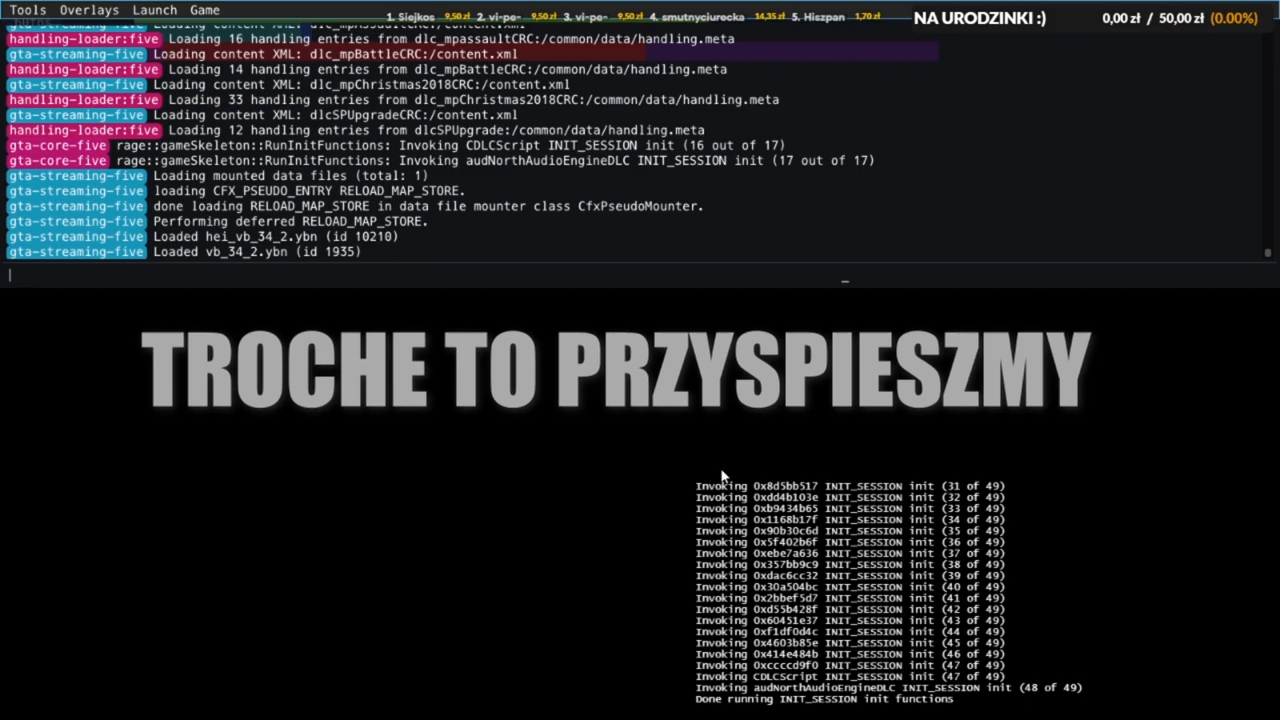 Tools Overlays Launch Game
1. Siejkos 9,50 zł 2. vi-pe- 9,50 zł 3. vi-pe- 9,50 zł 4. smutnyciurecka 14,35 zł 5. Hiszpan 1,70 zł
NA URODZINKI :) 0,00 zł / 50,00 zł (0.00%)
handling-loader:five Loading 16 handling entries from dlc_mpassaultCRC:/common/data/handling.meta
gta-streaming-five Loading content XML: dlc_mpBattleCRC:/content.xml
handling-loader:five Loading 14 handling entries from dlc_mpBattleCRC:/common/data/handling.meta
gta-streaming-five Loading content XML: dlc_mpChristmas2018CRC:/content.xml
handling-loader:five Loading 33 handling entries from dlc_mpChristmas2018CRC:/common/data/handling.meta
gta-streaming-five Loading content XML: dlcSPUpgradeCRC:/content.xml
handling-loader:five Loading 12 handling entries from dlcSPUpgrade:/common/data/handling.meta
gta-core-five rage::gameSkeleton::RunInitFunctions: Invoking CDLCScript INIT_SESSION init (16 out of 17)
gta-core-five rage::gameSkeleton::RunInitFunctions: Invoking audNorthAudioEngineDLC INIT_SESSION init (17 out of 17)
gta-streaming-five Loading mounted data files (total: 1)
gta-streaming-five loading CFX_PSEUDO_ENTRY RELOAD_MAP_STORE.
gta-streaming-five done loading RELOAD_MAP_STORE in data file mounter class CfxPseudoMounter.
gta-streaming-five Performing deferred RELOAD_MAP_STORE.
gta-streaming-five Loaded hei_vb_34_2.ybn (id 10210)
gta-streaming-five Loaded vb_34_2.ybn (id 1935)
TROCHE TO PRZYSPIESZMY
Invoking 0x8d5bb517 INIT_SESSION init (31 of 49)
Invoking 0xdd4b103e INIT_SESSION init (32 of 49)
Invoking 0xb9434b65 INIT_SESSION init (33 of 49)
Invoking 0x1168b17f INIT_SESSION init (34 of 49)
Invoking 0x90b30c6d INIT_SESSION init (35 of 49)
Invoking 0x5f402b6f INIT_SESSION init (36 of 49)
Invoking 0xebe7a636 INIT_SESSION init (37 of 49)
Invoking 0x357bb9c9 INIT_SESSION init (38 of 49)
Invoking 0xdac6cc32 INIT_SESSION init (39 of 49)
Invoking 0x30a504bc INIT_SESSION init (40 of 49)
Invoking 0x2bbef5d7 INIT_SESSION init (41 of 49)
Invoking 0xd55b428f INIT_SESSION init (42 of 49)
Invoking 0x60451e37 INIT_SESSION init (43 of 49)
Invoking 0xf1df0d4c INIT_SESSION init (44 of 49)
Invoking 0x4603b85e INIT_SESSION init (45 of 49)
Invoking 0x414e484b INIT_SESSION init (46 of 49)
Invoking 0xcccccd9f0 INIT_SESSION init (47 of 49)
Invoking CDLCScript INIT_SESSION init (47 of 49)
Invoking audNorthAudioEngineDLC INIT_SESSION init (48 of 49)
Done running INIT_SESSION init functions